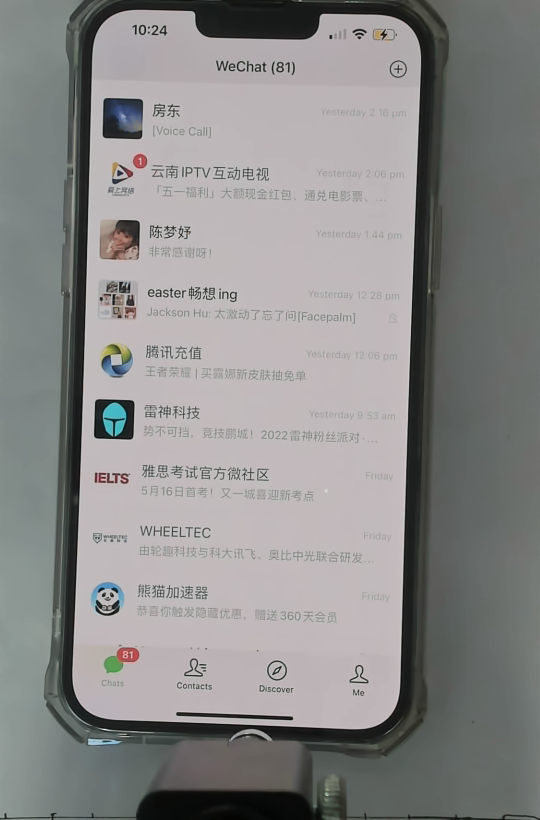 10:24
WeChat (81)
房东
Yesterday 2:16 pm
[Voice Call]
1
云南IPTV互动电视
Yesterday 2:06 pm
「五一福利」大额现金红包、通兑电影票，...
陈梦妤
Yesterday 1:44 pm
非常感谢呀！
easter畅想ing
Yesterday 12:28 pm
Jackson Hu: 太激动了忘了问[Facepalm]
腾讯充值
Yesterday 12:06 pm
王者荣耀 | 买露娜新皮肤抽免单
雷神科技
Yesterday 9:53 am
势不可挡，竞技鹏城！2022雷神粉丝派对·...
IELTS
雅思考试官方微社区
Friday
5月16日首考！又一城喜迎新考点
WHEELTEC
WHEELTEC
Friday
由轮趣科技与科大讯飞、奥比中光联合研发...
熊猫加速器
Friday
恭喜你触发隐藏优惠，赠送360天会员
81
Chats
Contacts
Discover
Me